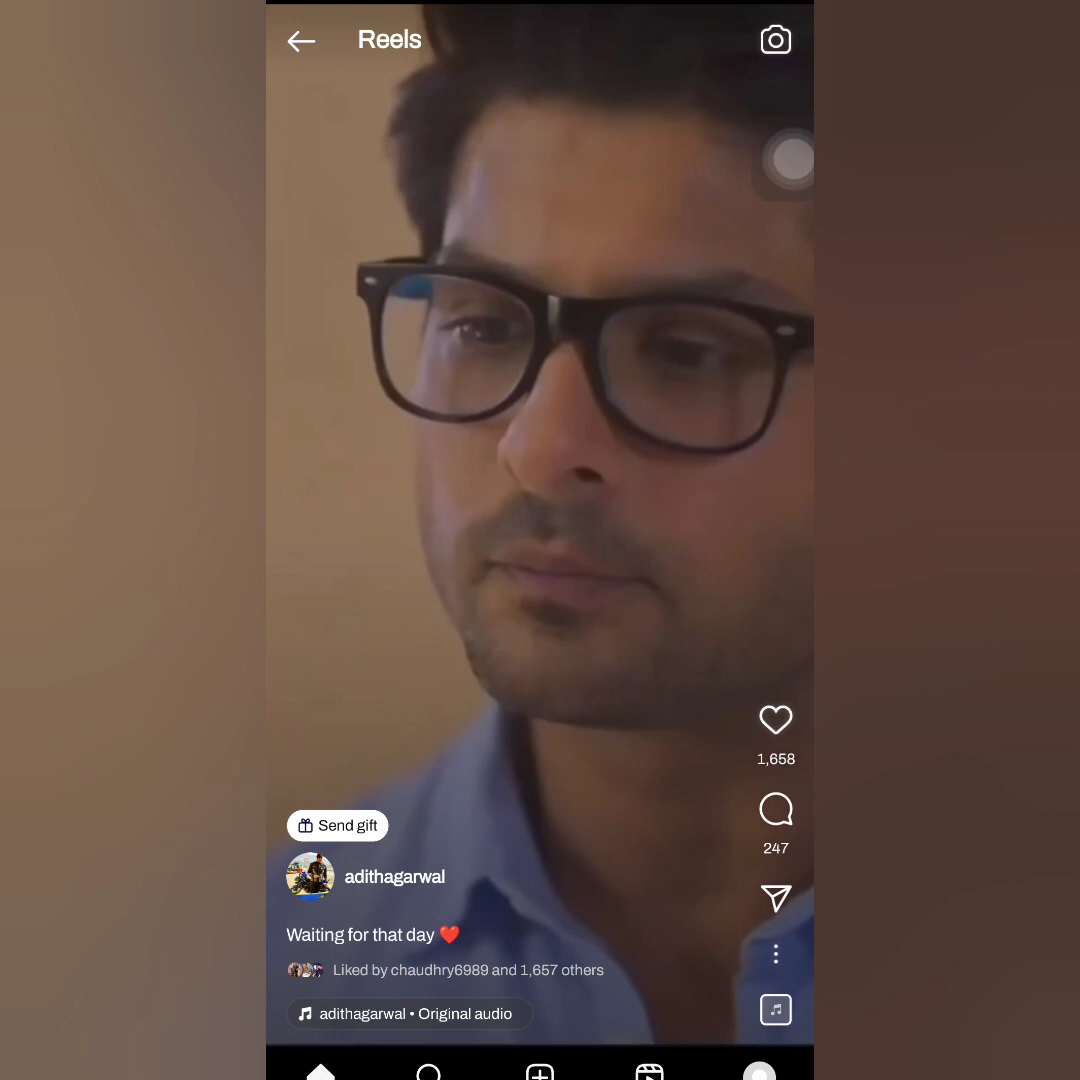 Reels
1,658
247
Send gift
adithagarwal
Waiting for that day ❤️
Liked by chaudhry6989 and 1,657 others
adithagarwal • Original audio